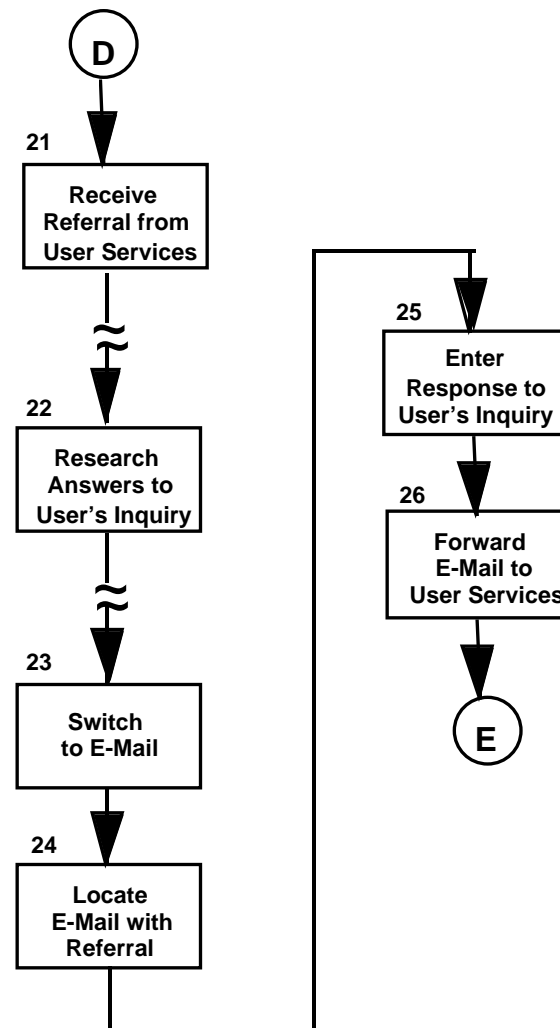 D
21
Receive
Referral from
User Services
22
Research
Answers to
User's Inquiry
23
Switch
to E-Mail
24
Locate
E-Mail with
Referral
25
Enter
Response to
User's Inquiry
26
Forward
E-Mail to
User Services
E